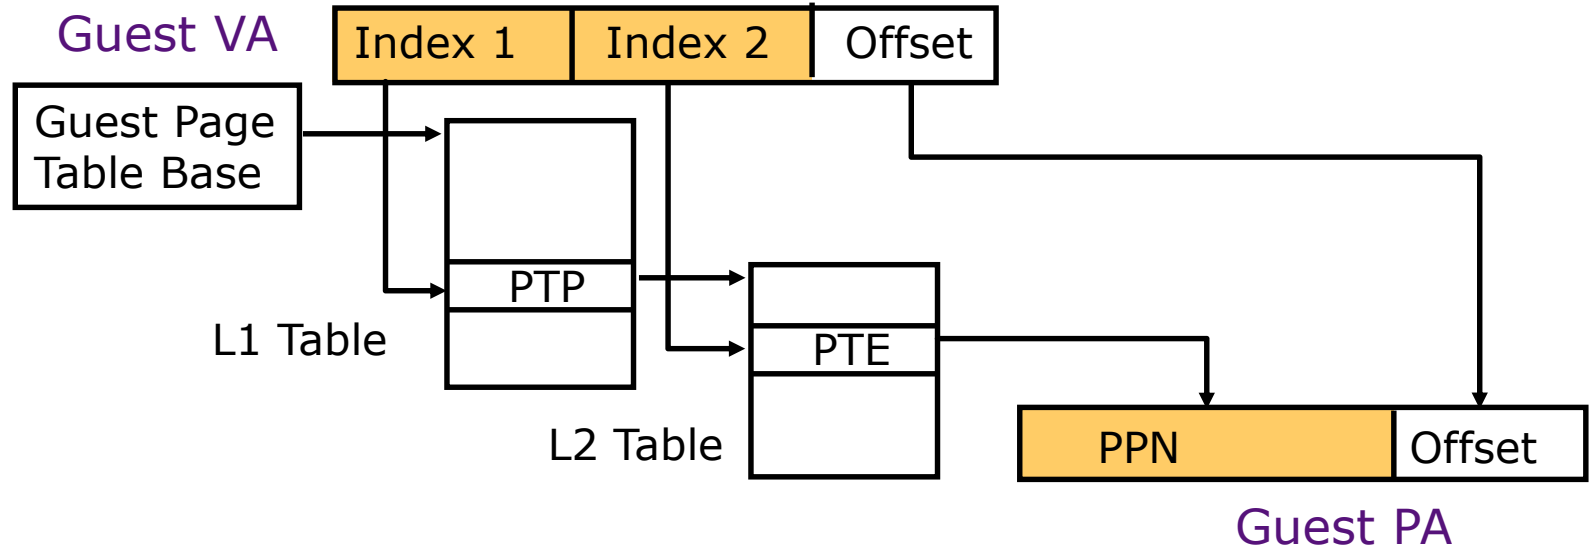 Guest VA
Index 1
Index 2
Offset
Guest Page
Table Base
PTP
L1 Table
PTE
L2 Table
PPN
Offset
Guest PA